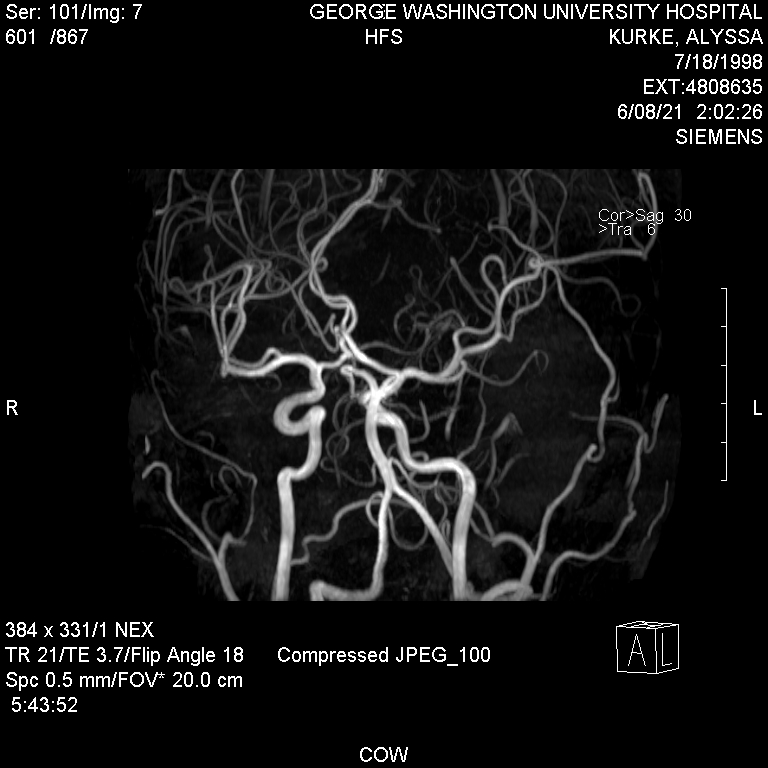 Ser: 101/Img: 7
GEORGE WASHINGTON UNIVERSITY HOSPITAL
601 /867
HFS
KURKE, ALYSSA
7/18/1998
EXT:4808635
6/08/21 2:02:26
SIEMENS
Cor>Sag 30
>Tra 6
R
L
384 x 331/1 NEX
TR 21/TE 3.7/Flip Angle 18
Compressed JPEG_100
Spc 0.5 mm/FOV* 20.0 cm
5:43:52
A L
COW